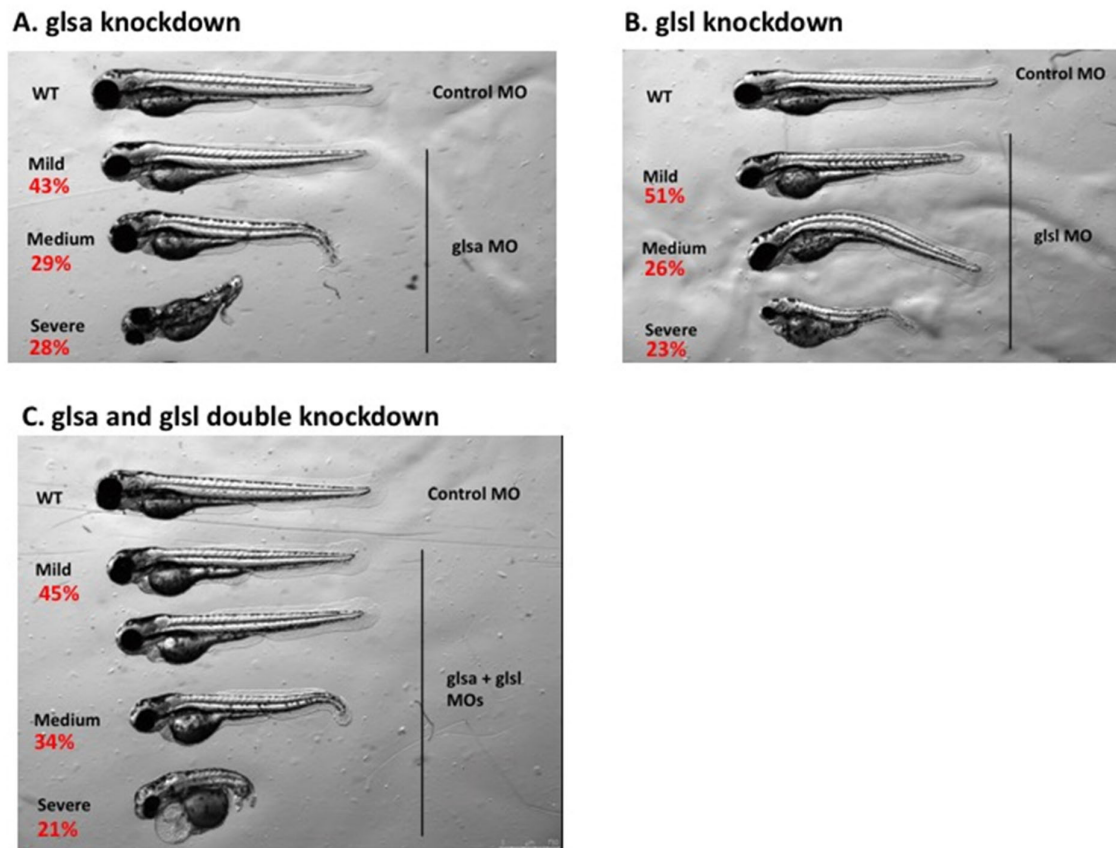 A. glsa knockdown
WT
Control MO
Mild
43%
Medium
29%
glsa MO
Severe
28%
B. glsl knockdown
Control MO
WT
Mild
51%
Medium
26%
glsl MO
Severe
23%
C. glsa and glsl double knockdown
WT
Control MO
Mild
45%
glsa + glsl
MOs
Medium
34%
Severe
21%